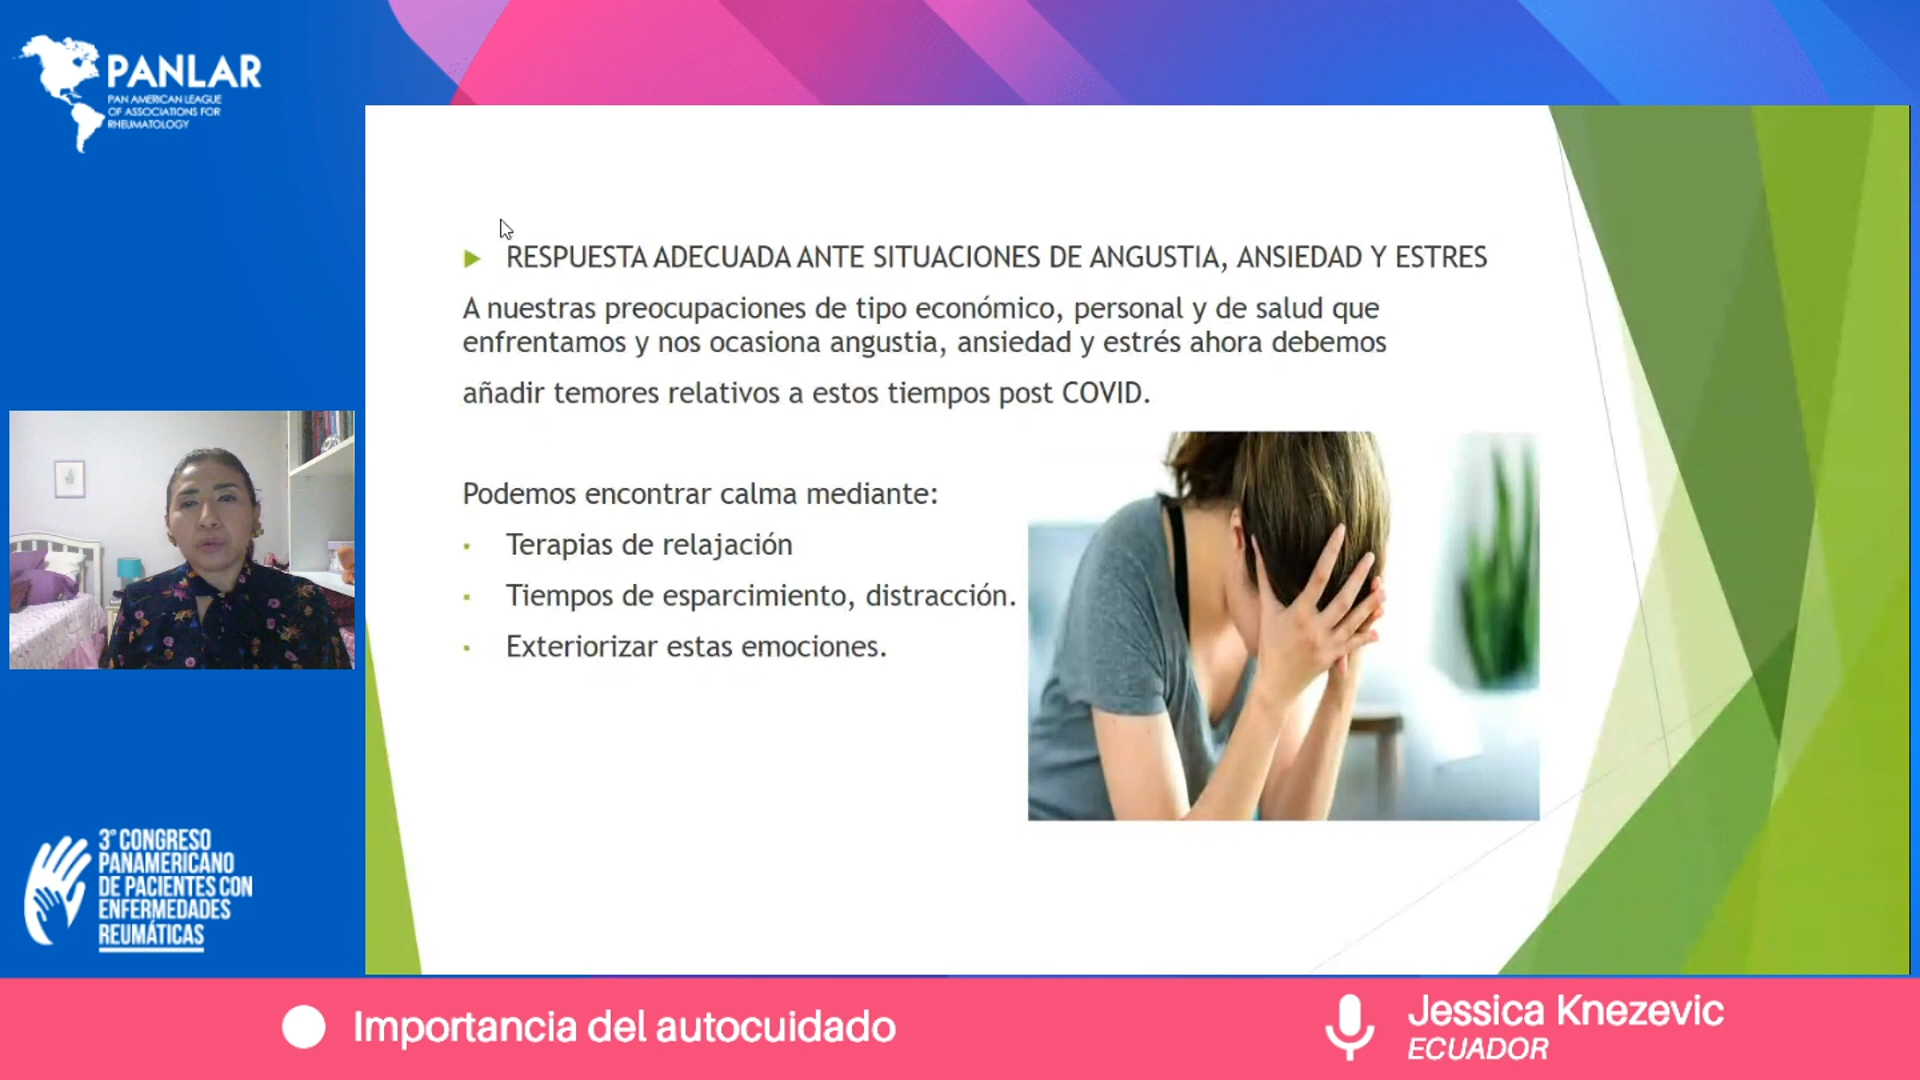 PANLAR
PAN AMERICAN LEAGUE
OF ASSOCIATIONS FOR
RHEUMATOLOGY
RESPUESTA ADECUADA ANTE SITUACIONES DE ANGUSTIA, ANSIEDAD Y ESTRES
A nuestras preocupaciones de tipo económico, personal y de salud que
enfrentamos y nos ocasiona angustia, ansiedad y estrés ahora debemos
añadir temores relativos a estos tiempos post COVID.
Podemos encontrar calma mediante:
• Terapias de relajación
• Tiempos de esparcimiento, distracción.
• Exteriorizar estas emociones.
3° CONGRESO
PANAMERICANO
DE PACIENTES CON
ENFERMEDADES
REUMÁTICAS
Importancia del autocuidado
Jessica Knezevic
ECUADOR